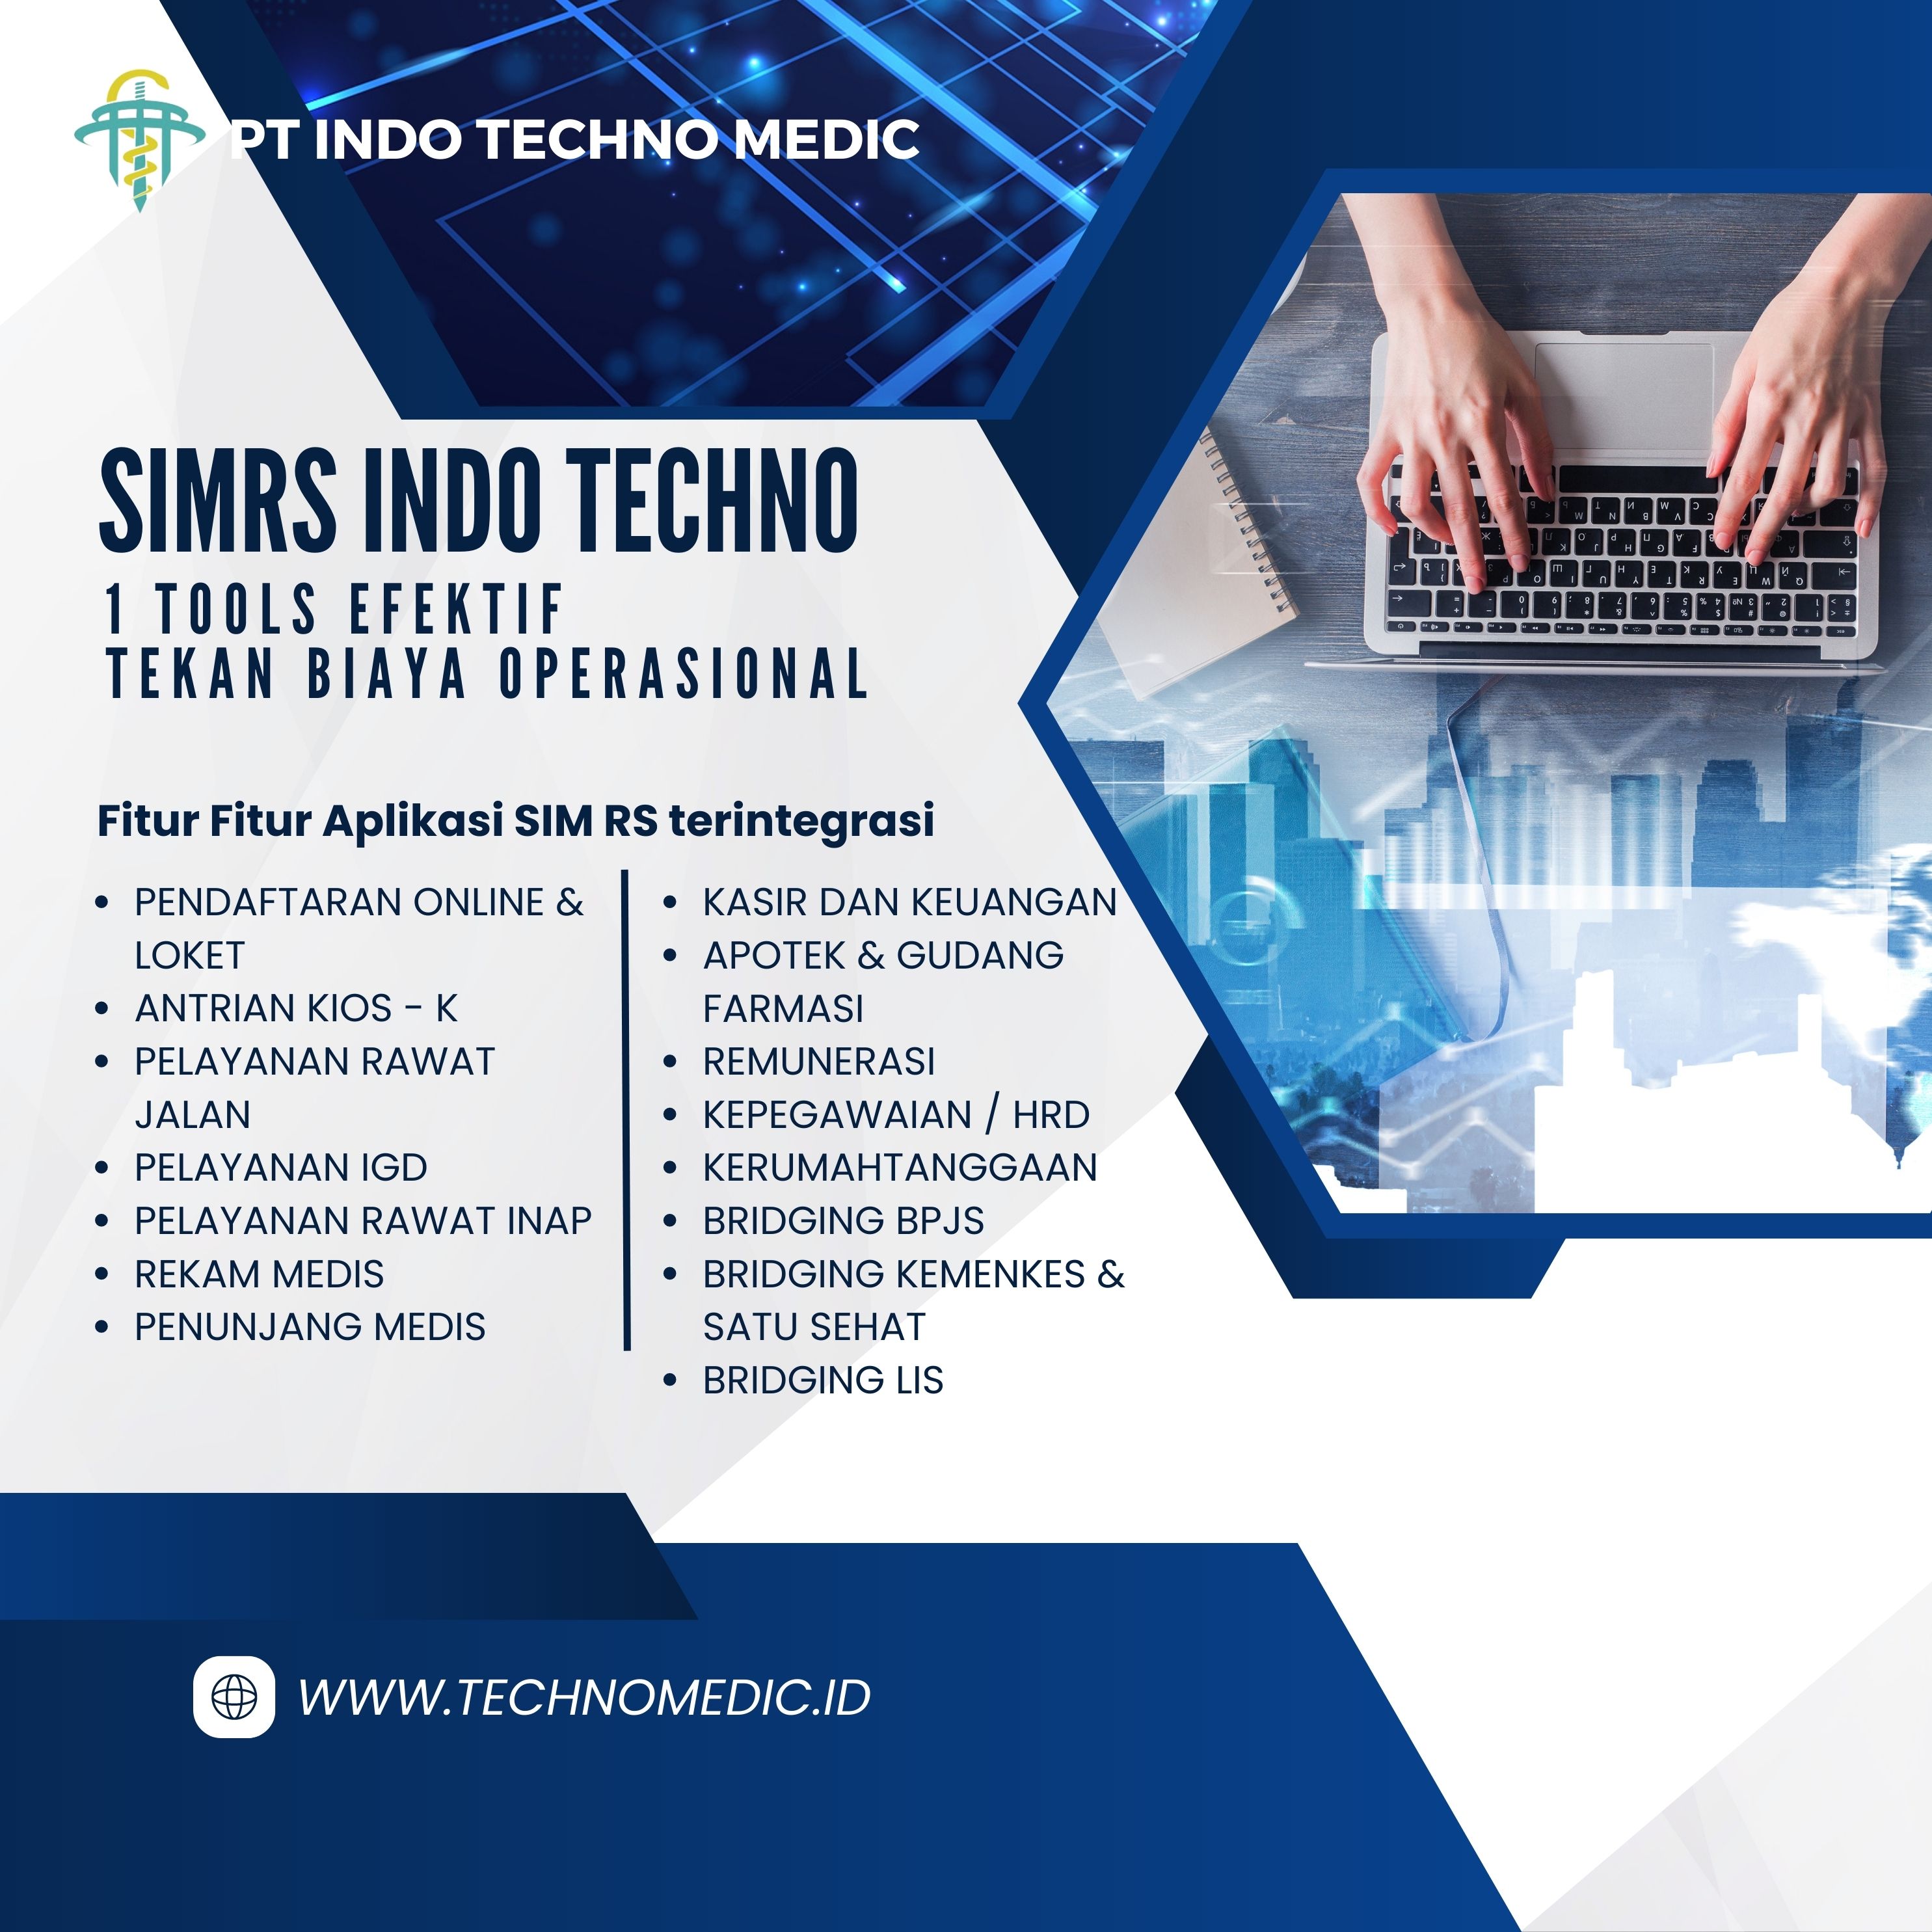 PT INDO TECHNO MEDIC
SIMRS INDO TECHNO
1 TOOLS EFEKTIF
TEKAN BIAYA OPERASIONAL
Fitur Fitur Aplikasi SIM RS terintegrasi
• PENDAFTARAN ONLINE &
LOKET
• ANTRIAN KIOS - K
• PELAYANAN RAWAT
JALAN
• PELAYANAN IGD
• PELAYANAN RAWAT INAP
• REKAM MEDIS
• PENUNJANG MEDIS
• KASIR DAN KEUANGAN
• APOTEK & GUDANG
FARMASI
• REMUNERASI
• KEPEGAWAIAN / HRD
• KERUMAHTANGGAAN
• BRIDGING BPJS
• BRIDGING KEMENKES &
SATU SEHAT
• BRIDGING LIS
WWW.TECHNOMEDIC.ID